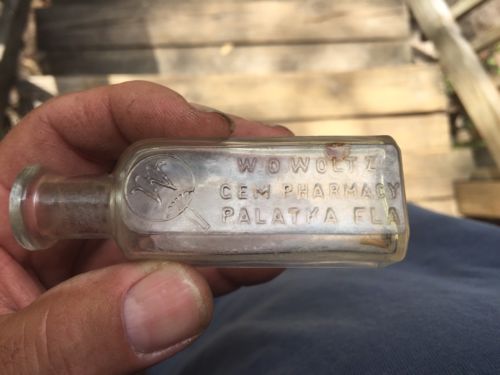 W
W.O.WOLTZ
GEM PHARMACY
PALATKA FLA